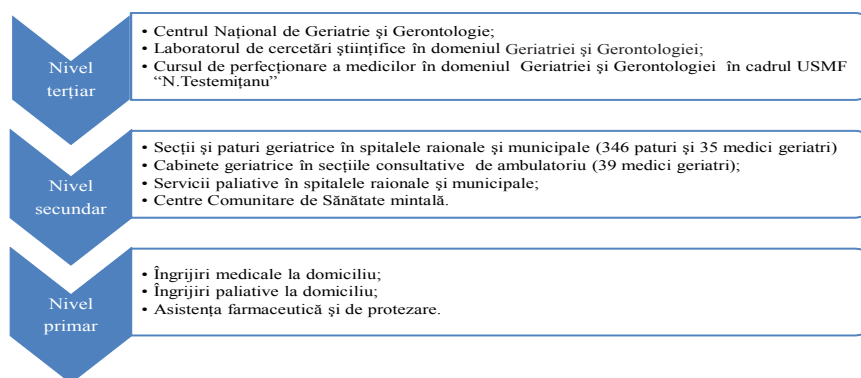 Nivel
terţiar
• Centrul Naţional de Geriatrie şi Gerontologie;
• Laboratorul de cercetări ştiinţifice în domeniul Geriatriei şi Gerontologiei;
• Cursul de perfecţionare a medicilor în domeniul Geriatriei şi Gerontologiei în cadrul USMF
“N.Testemiţanu”
Nivel
secundar
• Secţii şi paturi geriatrice în spitalele raionale şi municipale (346 paturi şi 35 medici geriatri)
• Cabinete geriatrice în secţiile consultative de ambulatoriu (39 medici geriatri);
• Servicii paliative în spitalele raionale şi municipale;
• Centre Comunitare de Sănătate mintală.
Nivel
primar
• Îngrijiri medicale la domiciliu;
• Îngrijiri paliative la domiciliu;
• Asistenţa farmaceutică şi de protezare.